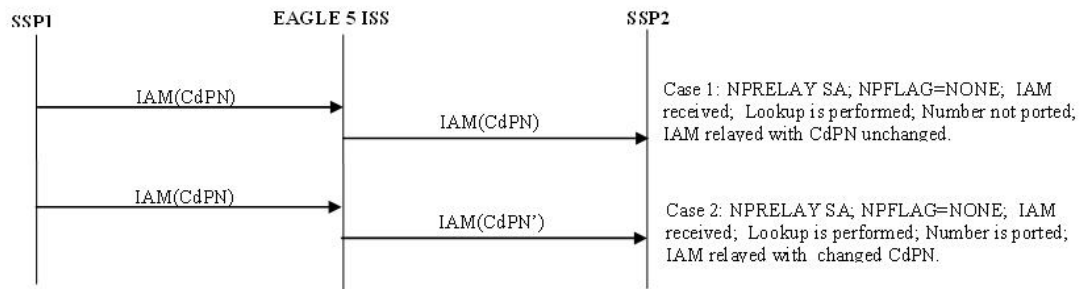 SSP1
EAGLE 5 ISS
SSP2
IAM(CdPN)
IAM(CdPN)
Case 1: NPRELAY SA; NPFLAG=NONE; IAM
received; Lookup is performed; Number not ported;
IAM relayed with CdPN unchanged.
IAM(CdPN)
IAM(CdPN')
Case 2: NPRELAY SA; NPFLAG=NONE; IAM
received; Lookup is performed; Number is ported;
IAM relayed with changed CdPN.